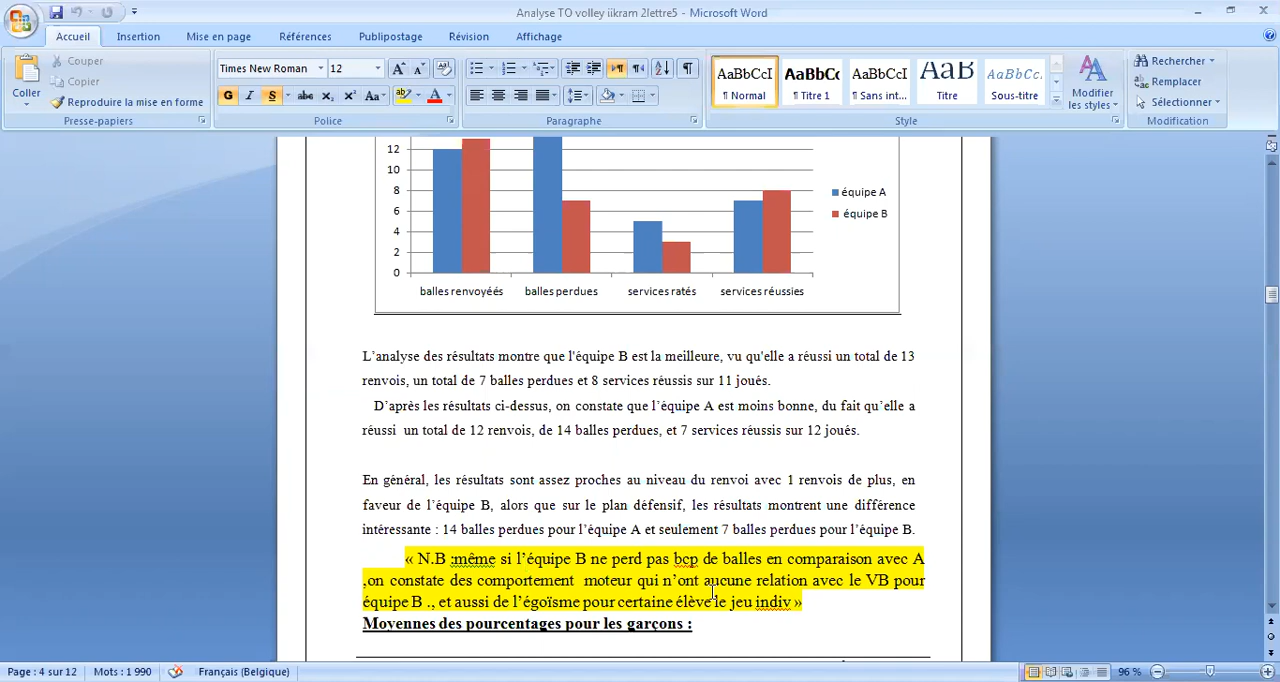 Analyse TO volley iikram 2lettre5 - Microsoft Word
Accueil Insertion Mise en page Références Publipostage Révision Affichage
Coller
Couper
Copier
Reproduire la mise en forme
Presse-papiers
Times New Roman 12
G I S abc X₂ X² Aa
Police
Paragraphe
AaBbCcI AaBbCc AaBbCcI AaB AaBbCc.
¶ Normal ¶ Titre 1 ¶ Sans int... Titre Sous-titre
Style
Modifier
les styles
Rechercher
Remplacer
Sélectionner
Modification
12
10
8
6
4
2
0
balles renvoyéés balles perdues services ratés services réussies
équipe A
équipe B
L'analyse des résultats montre que l'équipe B est la meilleure, vu qu'elle a réussi un total de 13
renvois, un total de 7 balles perdues et 8 services réussis sur 11 joués.
D'après les résultats ci-dessus, on constate que l'équipe A est moins bonne, du fait qu'elle a
réussi un total de 12 renvois, de 14 balles perdues, et 7 services réussis sur 12 joués.
En général, les résultats sont assez proches au niveau du renvoi avec 1 renvois de plus, en
faveur de l'équipe B, alors que sur le plan défensif, les résultats montrent une différence
intéressante : 14 balles perdues pour l'équipe A et seulement 7 balles perdues pour l'équipe B.
« N.B :même si l'équipe B ne perd pas bcp de balles en comparaison avec A
,on constate des comportement moteur qui n'ont aucune relation avec le VB pour
équipe B ., et aussi de l'égoïsme pour certaine élève le jeu indiv »
Moyennes des pourcentages pour les garçons :
Page : 4 sur 12 Mots : 1 990 Français (Belgique) 96 %